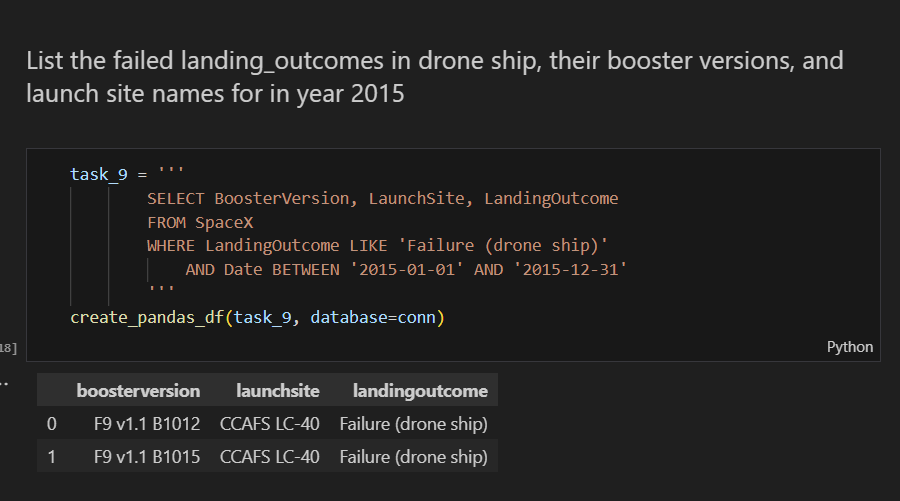 List the failed landing_outcomes in drone ship, their booster versions, and
launch site names for in year 2015
task_9 = '''
SELECT BoosterVersion, LaunchSite, LandingOutcome
FROM SpaceX
WHERE LandingOutcome LIKE 'Failure (drone ship)'
AND Date BETWEEN '2015-01-01' AND '2015-12-31'
'''
create_pandas_df(task_9, database=conn)
18]
Python
..
boosterversion launchsite landingoutcome
0 F9 v1.1 B1012 CCAFS LC-40 Failure (drone ship)
1 F9 v1.1 B1015 CCAFS LC-40 Failure (drone ship)